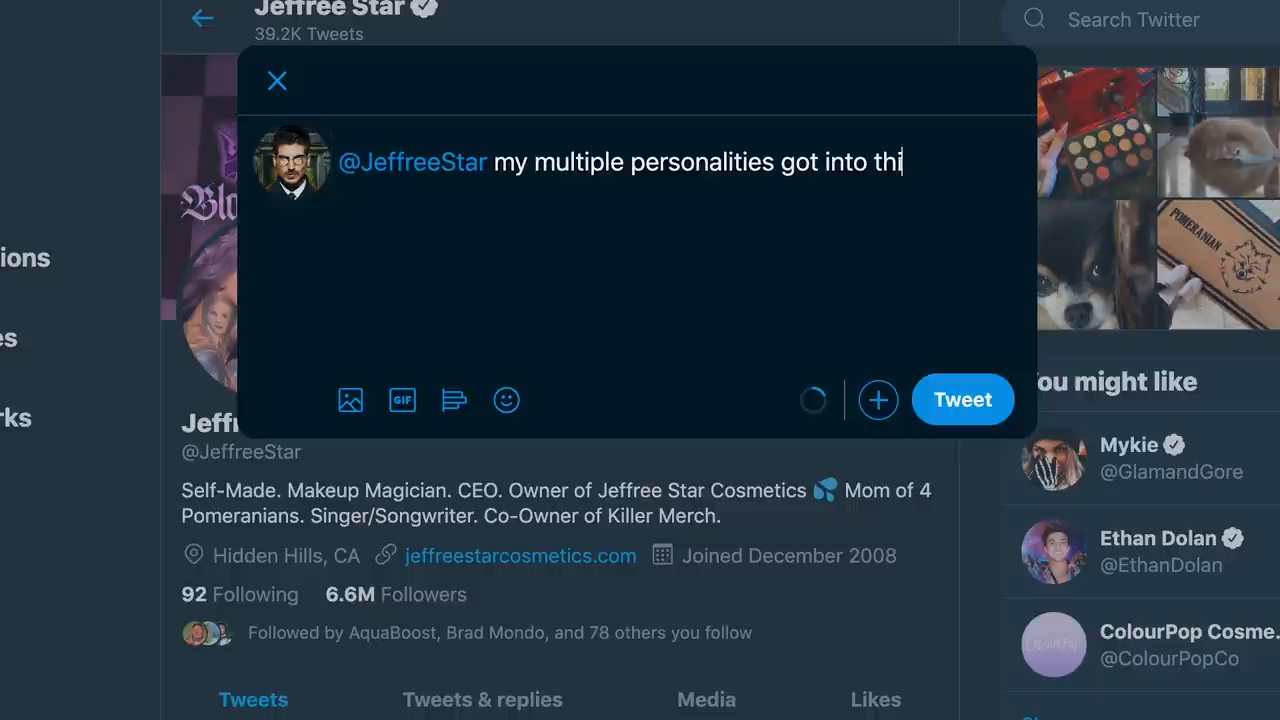 Jeffree Star
39.2K Tweets
Search Twitter
@JeffreeStar my multiple personalities got into thi
POMERANIAN
ions
es
rks
GIF
Tweet
You might like
Jeffr
@JeffreeStar
Self-Made. Makeup Magician. CEO. Owner of Jeffree Star Cosmetics 💦 Mom of 4
Pomeranians. Singer/Songwriter. Co-Owner of Killer Merch.
Hidden Hills, CA jeffreestarcosmetics.com Joined December 2008
92 Following 6.6M Followers
Followed by AquaBoost, Brad Mondo, and 78 others you follow
Tweets Tweets & replies Media Likes
Mykie
@GlamandGore
Ethan Dolan
@EthanDolan
ColourPop Cosme...
@ColourPopCo